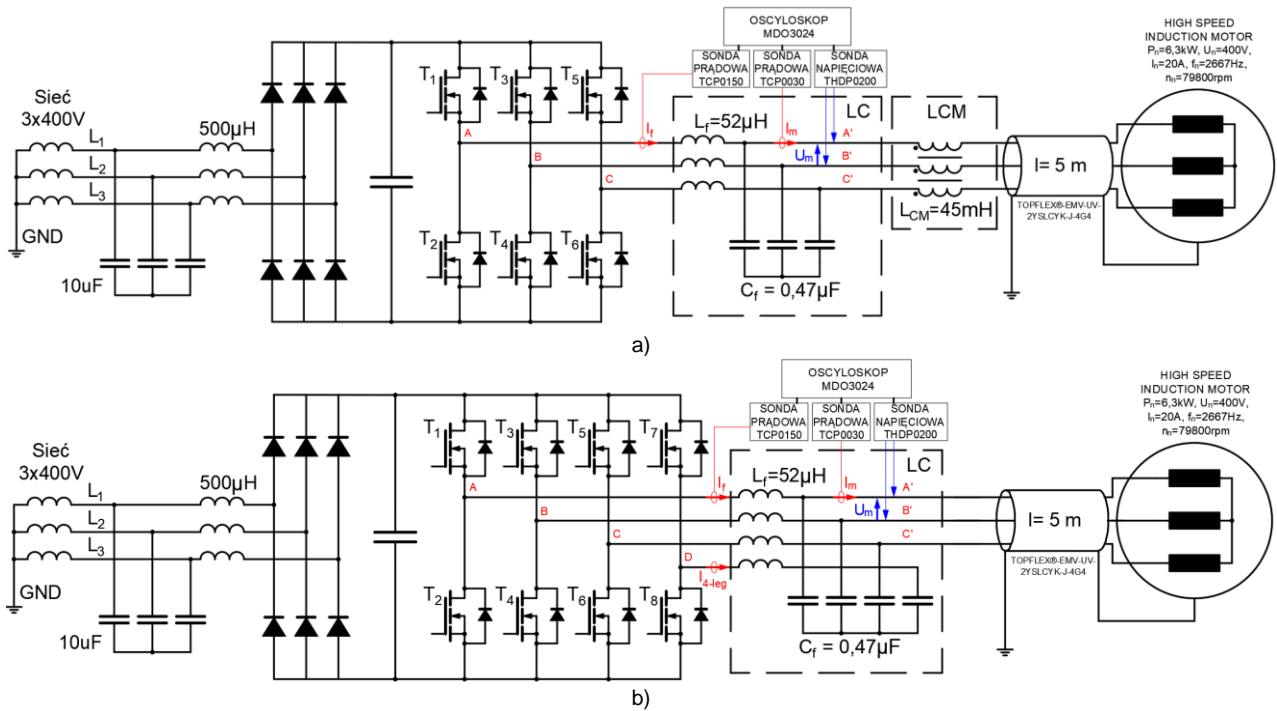 OSCYLOSKOP
MDO3024
SONDA
PRĄDOWA
TCP0150
SONDA
PRĄDOWA
TCP0030
SONDA
NAPIĘCIOWA
THDP0200
HIGH SPEED
INDUCTION MOTOR
Pn=6,3kW, Un=400V,
In=20A, fn=2667Hz,
nn=79800rpm
Sieć
3x400V
L1
L2
L3
GND
500µH
10uF
T1
T3
T5
T2
T4
T6
A
B
C
If
Lf=52µH
Im
LC
Um
A'
B'
C'
Cf = 0,47µF
LCM
LCM=45mH
l= 5 m
TOPFLEX®-EMV-UV-
2YSLCYK-J-4G4
a)
OSCYLOSKOP
MDO3024
SONDA
PRĄDOWA
TCP0150
SONDA
PRĄDOWA
TCP0030
SONDA
NAPIĘCIOWA
THDP0200
HIGH SPEED
INDUCTION MOTOR
Pn=6,3kW, Un=400V,
In=20A, fn=2667Hz,
nn=79800rpm
Sieć
3x400V
L1
L2
L3
GND
500µH
10uF
T1
T3
T5
T7
T2
T4
T6
T8
A
B
C
D
If
I4-leg
Lf=52µH
Im
LC
Um
A'
B'
C'
Cf = 0,47µF
l= 5 m
TOPFLEX®-EMV-UV-
2YSLCYK-J-4G4
b)